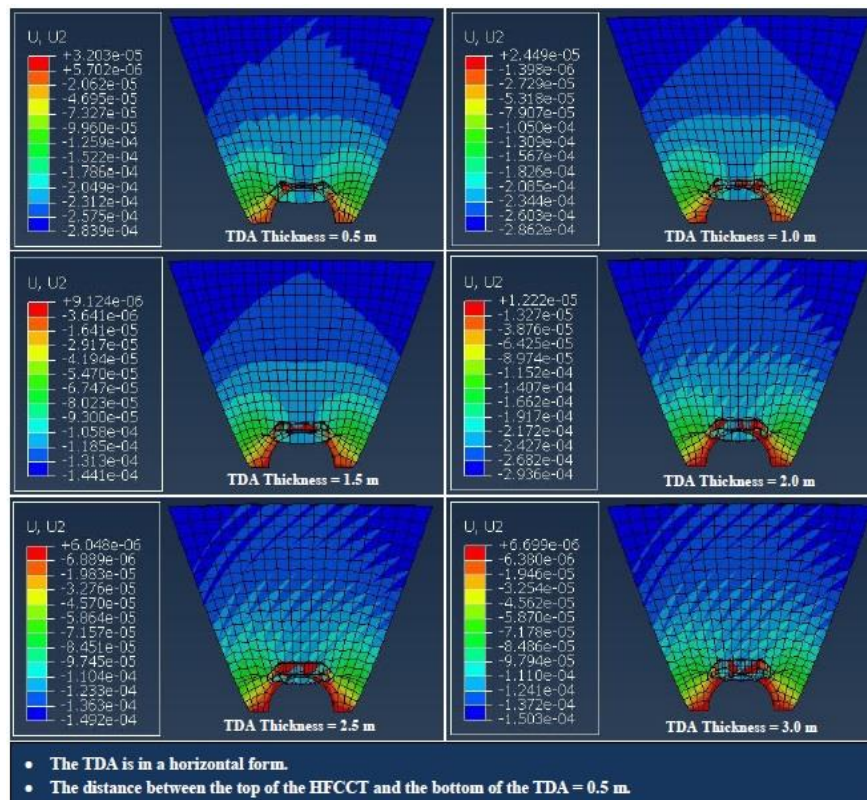 U, U2
+3.203e-05
+5.702e-06
-2.062e-05
-4.695e-05
-7.327e-05
-9.960e-05
-1.259e-04
-1.522e-04
-1.786e-04
-2.049e-04
-2.312e-04
-2.575e-04
-2.839e-04
TDA Thickness = 0.5 m
U, U2
+2.449e-05
-1.398e-06
-2.729e-05
-5.318e-05
-7.907e-05
-1.050e-04
-1.309e-04
-1.567e-04
-1.826e-04
-2.085e-04
-2.344e-04
-2.603e-04
-2.862e-04
TDA Thickness = 1.0 m
U, U2
+9.124e-06
-3.641e-06
-1.641e-05
-2.917e-05
-4.194e-05
-5.470e-05
-6.747e-05
-8.023e-05
-9.300e-05
-1.058e-04
-1.185e-04
-1.313e-04
-1.441e-04
TDA Thickness = 1.5 m
U, U2
+1.222e-05
-1.327e-05
-3.876e-05
-6.425e-05
-8.974e-05
-1.152e-04
-1.407e-04
-1.662e-04
-1.917e-04
-2.172e-04
-2.427e-04
-2.682e-04
-2.936e-04
TDA Thickness = 2.0 m
U, U2
+6.048e-06
-6.889e-06
-1.983e-05
-3.276e-05
-4.570e-05
-5.864e-05
-7.157e-05
-8.451e-05
-9.745e-05
-1.104e-04
-1.233e-04
-1.363e-04
-1.492e-04
TDA Thickness = 2.5 m
U, U2
+6.699e-06
-6.380e-06
-1.946e-05
-3.254e-05
-4.562e-05
-5.870e-05
-7.178e-05
-8.486e-05
-9.794e-05
-1.110e-04
-1.241e-04
-1.372e-04
-1.503e-04
TDA Thickness = 3.0 m
• The TDA is in a horizontal form.
• The distance between the top of the HFCCT and the bottom of the TDA = 0.5 m.